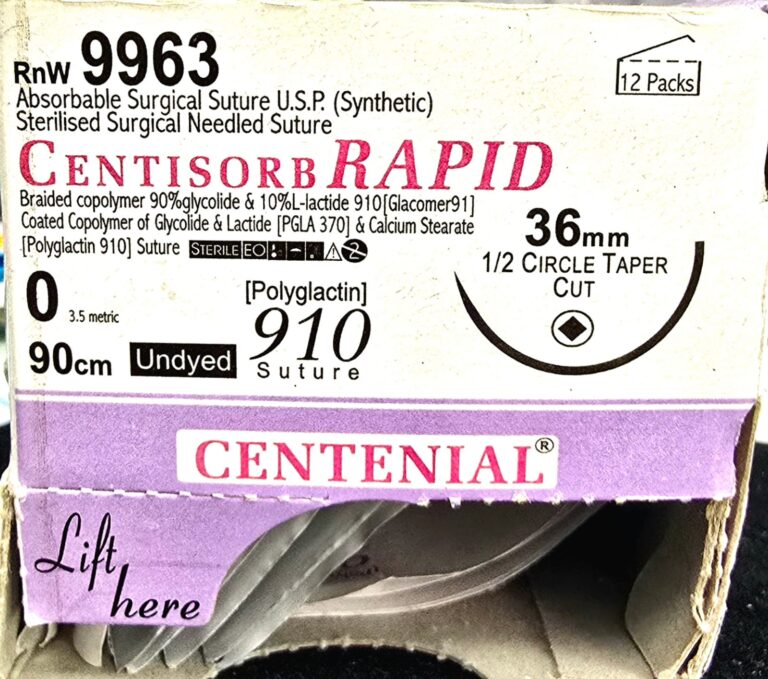 RnW 9963
12 Packs
Absorbable Surgical Suture U.S.P. (Synthetic)
Sterilised Surgical Needled Suture
CENTISORB RAPID
Braided copolymer 90%glycolide & 10%L-lactide 910[Glacomer91]
Coated Copolymer of Glycolide & Lactide [PGLA 370] & Calcium Stearate
[Polyglactin 910] Suture STERILE EO 2
36mm
1/2 CIRCLE TAPER
CUT
0 3.5 metric
90cm Undyed
[Polyglactin]
910
Suture
CENTENIAL®
Lift
here